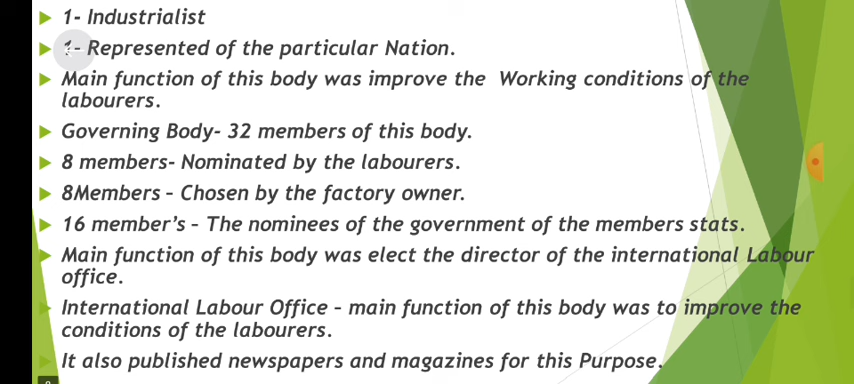 1- Industrialist
1- Represented of the particular Nation.
Main function of this body was improve the Working conditions of the
labourers.
Governing Body- 32 members of this body.
8 members- Nominated by the labourers.
8Members – Chosen by the factory owner.
16 member’s – The nominees of the government of the members stats.
Main function of this body was elect the director of the international Labour
office.
International Labour Office – main function of this body was to improve the
conditions of the labourers.
It also published newspapers and magazines for this Purpose.